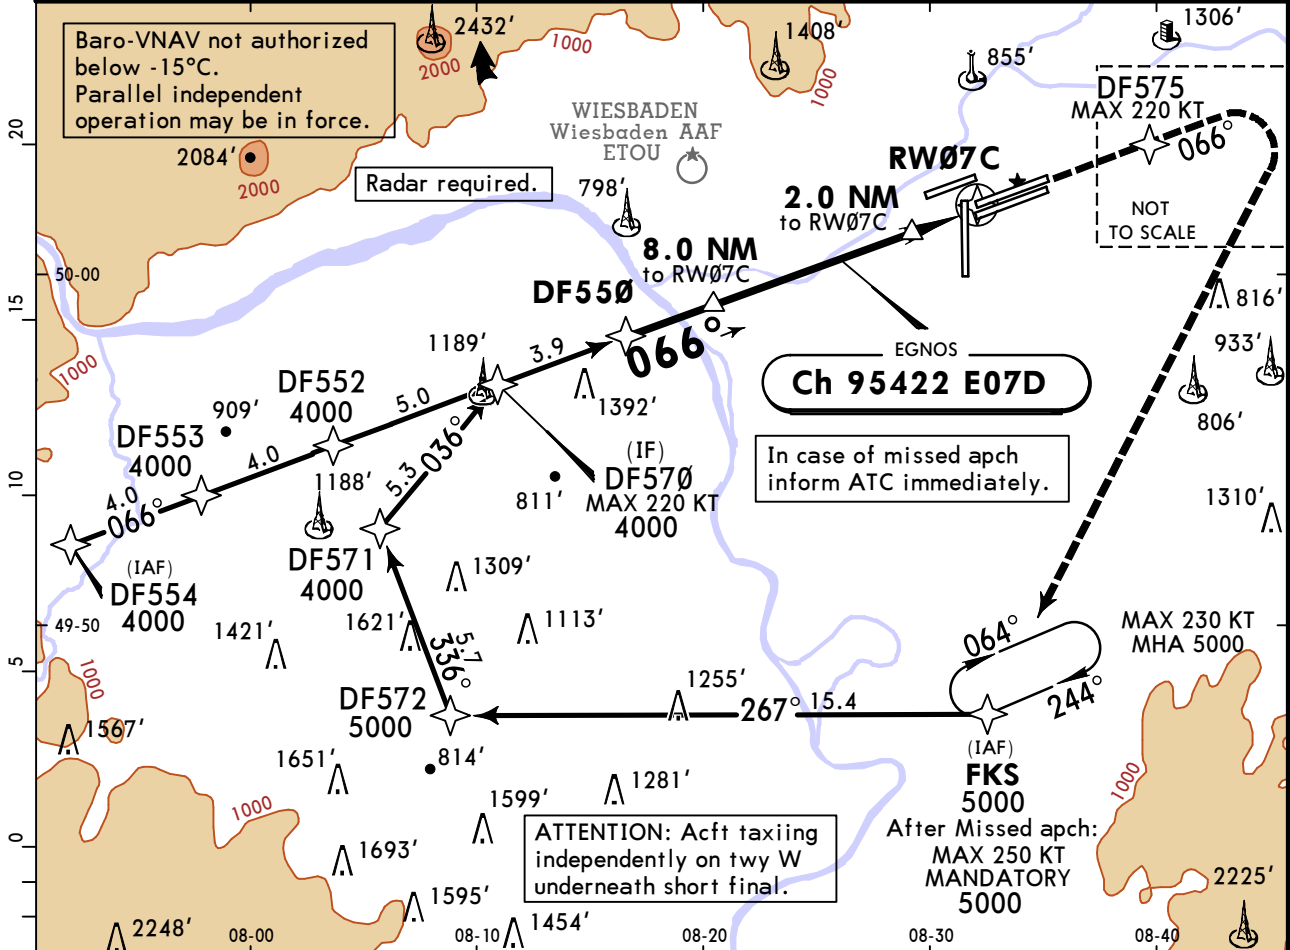 Baro-VNAV not authorized
below -15°C.
Parallel independent
operation may be in force.
2432’
2000
1000
1408’
1000
855’
1306’
DF575
MAX 220 KT
066°
NOT
TO SCALE
WIESBADEN
Wiesbaden AAF
ETOU
2084’
2000
Radar required.
798’
RWØ7C
2.0 NM
to RWØ7C
8.0 NM
to RWØ7C
DF55Ø
066°
20
50-00
15
816’
933’
806’
EGNOS
Ch 95422 E07D
1189’
3.9
1000
DF552
4000
5.0
909’
DF553
4000
4.0
1392’
036°
5.3
1188’
(IF)
DF57Ø
MAX 220 KT
4000
811’
In case of missed apch
inform ATC immediately.
10
4.0
066°
1310’
(IAF)
DF554
4000
DF571
4000
1309’
1113’
1421’
1621’
5.7
336°
49-50
064°
244°
MAX 230 KT
MHA 5000
5
1000
DF572
5000
1255’
267°
15.4
(IAF)
FKS
5000
After Missed apch:
MAX 250 KT
MANDATORY
5000
1567’
814’
1651’
1281’
1599’
1000
1000
0
1693’
ATTENTION: Acft taxiing
independently on twy W
underneath short final.
1595’
1454’
2225’
2248’
08-00
08-10
08-20
08-30
08-40